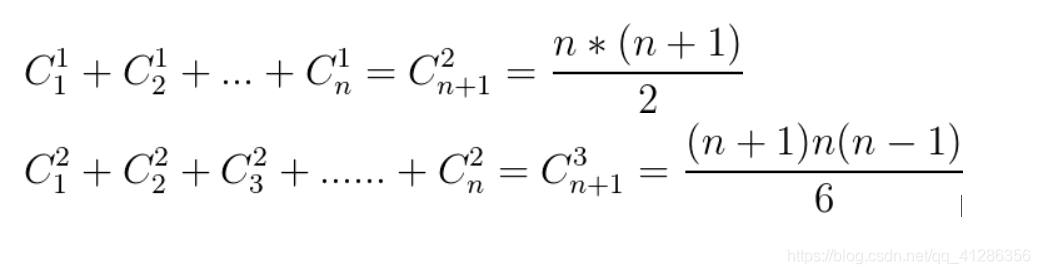 $C_1^1 + C_2^1 + ... + C_n^1 = C_{n+1}^2 = \frac{n * (n+1)}{2}$
$C_1^2 + C_2^2 + C_3^2 + ...... + C_n^2 = C_{n+1}^3 = \frac{(n+1)n(n-1)}{6}$
https://blog.csdn.net/qq_41286356